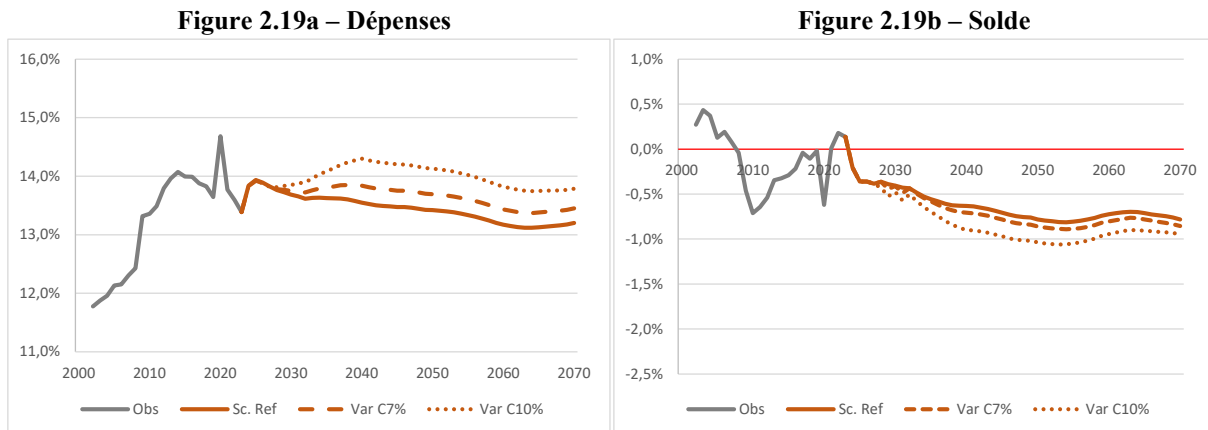 Figure 2.19a – Dépenses
16,0%
15,0%
14,0%
13,0%
12,0%
11,0%
2000 2010 2020 2030 2040 2050 2060 2070
Obs Sc. Ref Var C7% Var C10%
Figure 2.19b – Solde
1,0%
0,5%
0,0%
2000 2010 2020 2030 2040 2050 2060 2070
-0,5%
-1,0%
-1,5%
-2,0%
-2,5%
Obs Sc. Ref Var C7% Var C10%